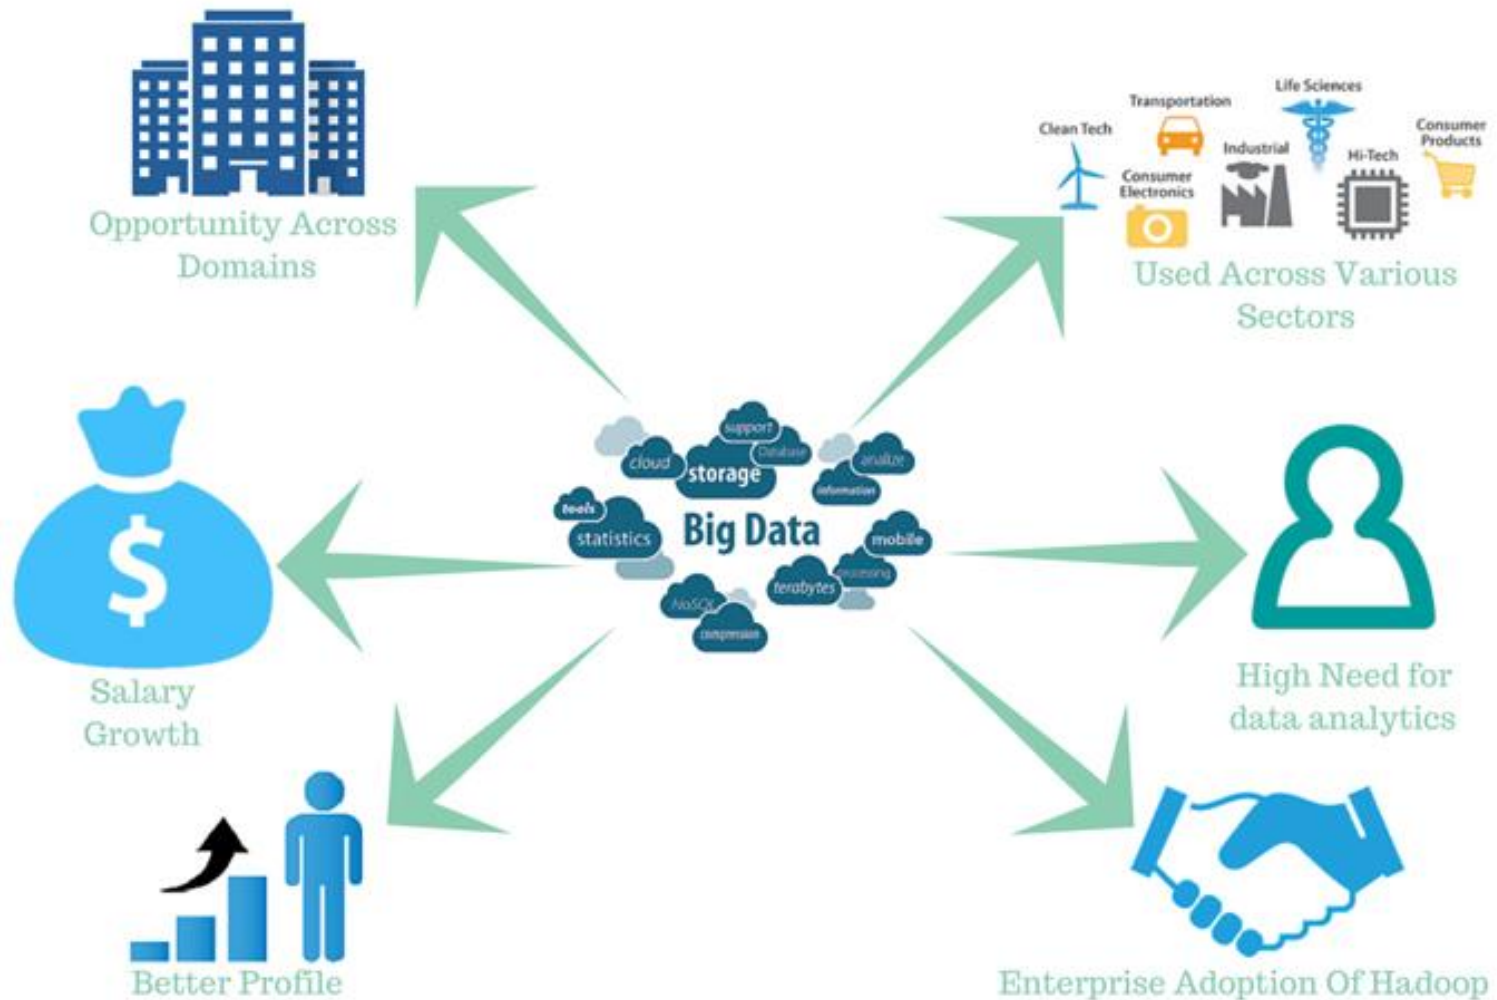 Opportunity Across
Domains
Life Sciences
Transportation
Clean Tech
Consumer
Products
Industrial
Hi-Tech
Consumer
Electronics
Used Across Various
Sectors
support
Database
cloud
storage
analize
information
tools
statistics
Big Data
mobile
processing
terabytes
NoSQL
compression
$
Salary
Growth
High Need for
data analytics
Better Profile
Enterprise Adoption Of Hadoop